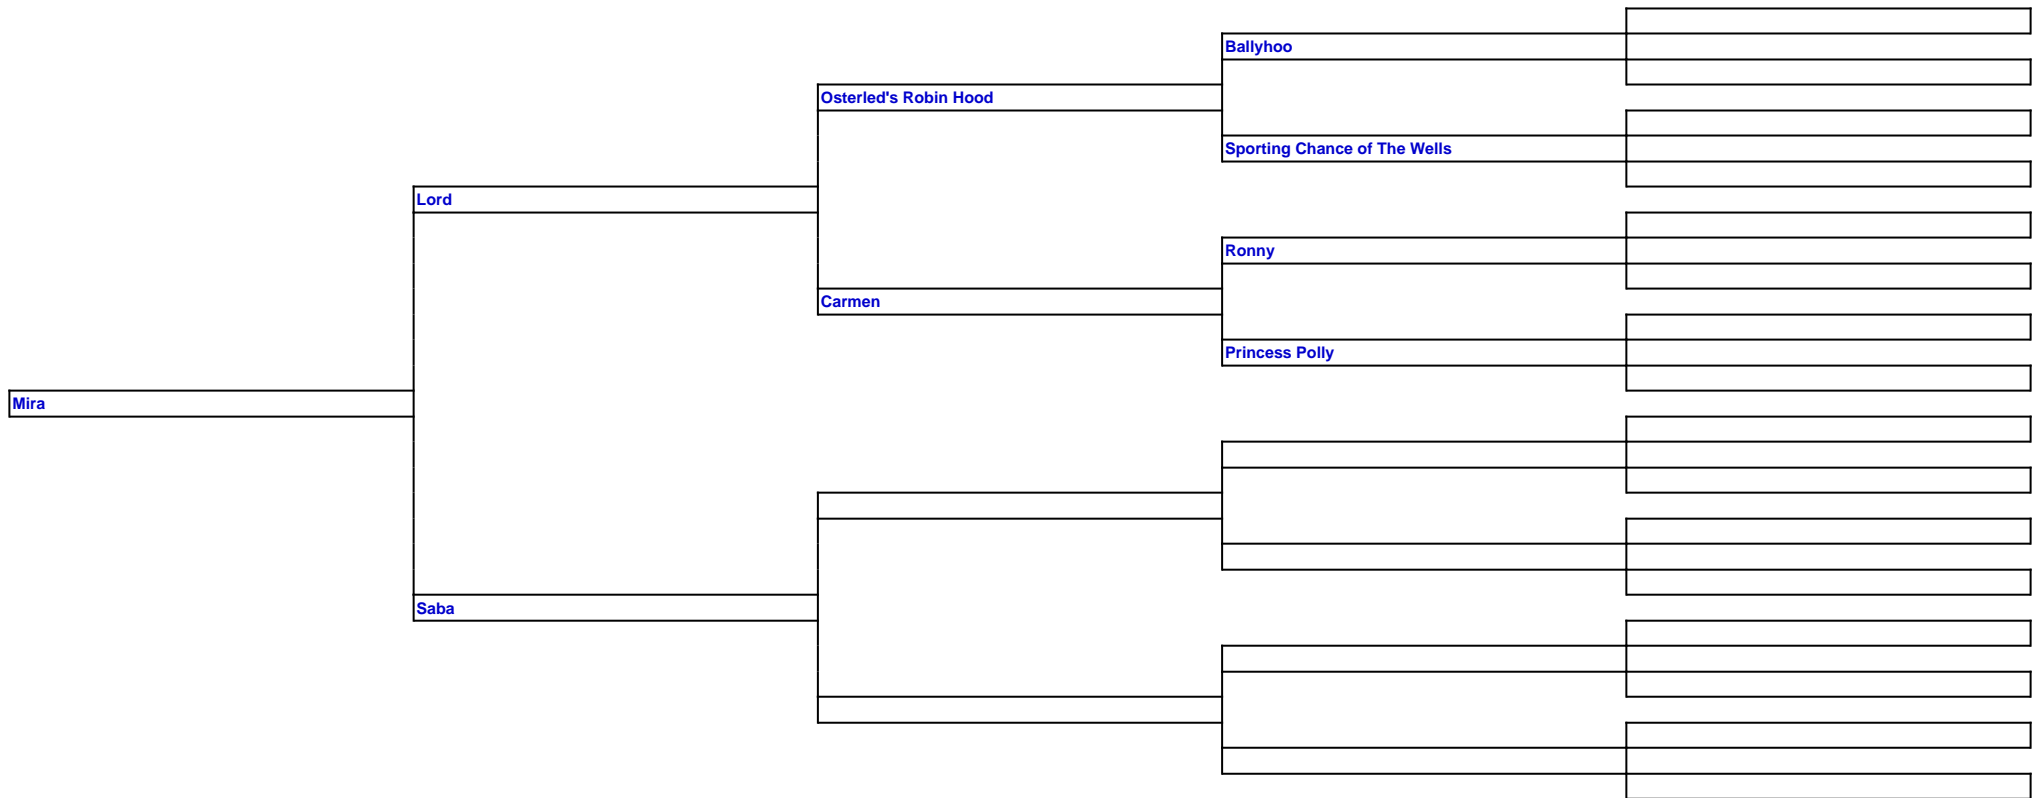 Ballyhoo
Osterled's Robin Hood
Sporting Chance of The Wells
Lord
Ronny
Carmen
Princess Polly
Mira
Saba